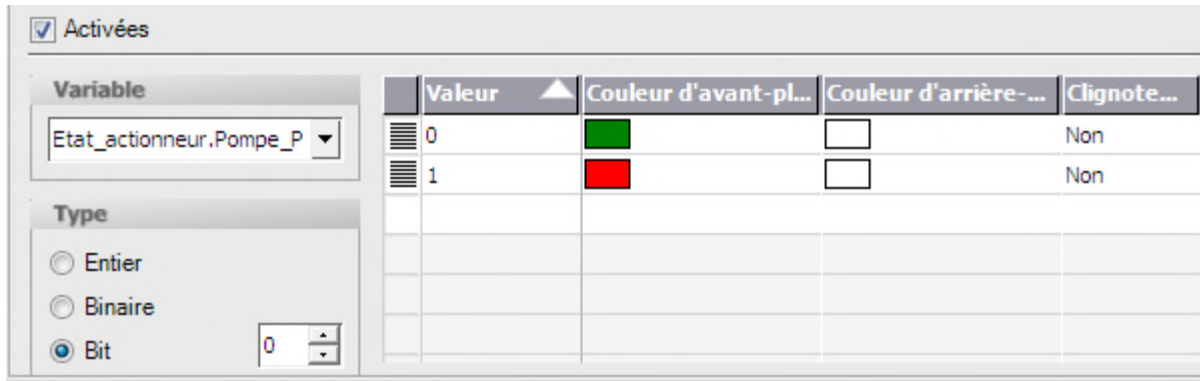 Activées
Variable
Etat_actionneur.Pompe_P
Type
Entier
Binaire
Bit 0
Valeur Couleur d'avant-pl... Couleur d'arrière-... Clignote...
0 Non
1 Non